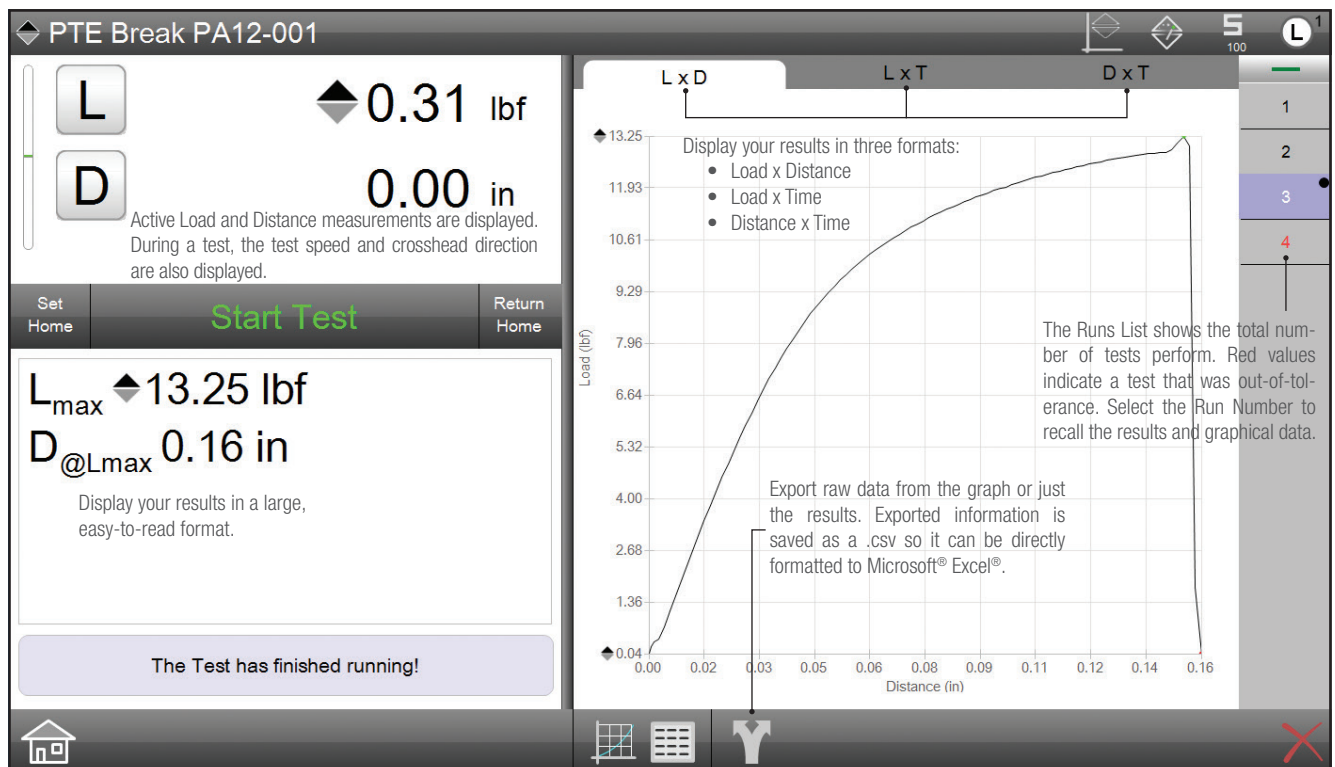 PTE Break PA12-001
5
100
L
1
L
0.31 lbf
D
0.00 in
Active Load and Distance measurements are displayed.
During a test, the test speed and crosshead direction
are also displayed.
Set
Home
Start Test
Return
Home
Lmax 13.25 lbf
D@Lmax 0.16 in
Display your results in a large,
easy-to-read format.
The Test has finished running!
L x D
L x T
D x T
Display your results in three formats:
• Load x Distance
• Load x Time
• Distance x Time
13.25
11.93
10.61
9.29
7.96
6.64
5.32
4.00
2.68
1.36
0.04
Load (lbf)
0.00
0.02
0.03
0.05
0.06
0.08
0.09
0.11
0.12
0.14
0.16
Distance (in)
Export raw data from the graph or just
the results. Exported information is
saved as a .csv so it can be directly
formatted to Microsoft® Excel®.
1
2
3
4
The Runs List shows the total num-
ber of tests perform. Red values
indicate a test that was out-of-tol-
erance. Select the Run Number to
recall the results and graphical data.